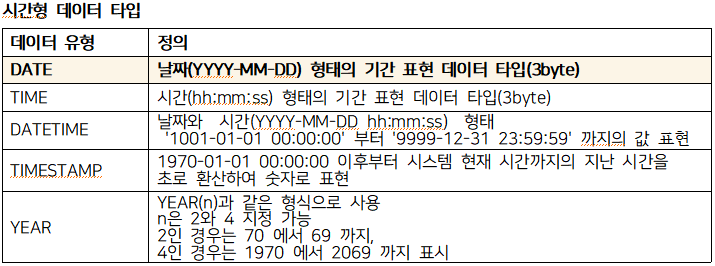 시간형 데이터 타입
데이터 유형 정의
DATE 날짜(YYYY-MM-DD) 형태의 기간 표현 데이터 타입(3byte)
TIME 시간(hh:mm:ss) 형태의 기간 표현 데이터 타입(3byte)
DATETIME 날짜와 시간(YYYY-MM-DD hh:mm:ss) 형태
'1001-01-01 00:00:00' 부터 '9999-12-31 23:59:59' 까지의 값 표현
TIMESTAMP 1970-01-01 00:00:00 이후부터 시스템 현재 시간까지의 지난 시간을
초로 환산하여 숫자로 표현
YEAR YEAR(n)과 같은 형식으로 사용
n은 2와 4 지정 가능
2인 경우는 70 에서 69 까지,
4인 경우는 1970 에서 2069 까지 표시